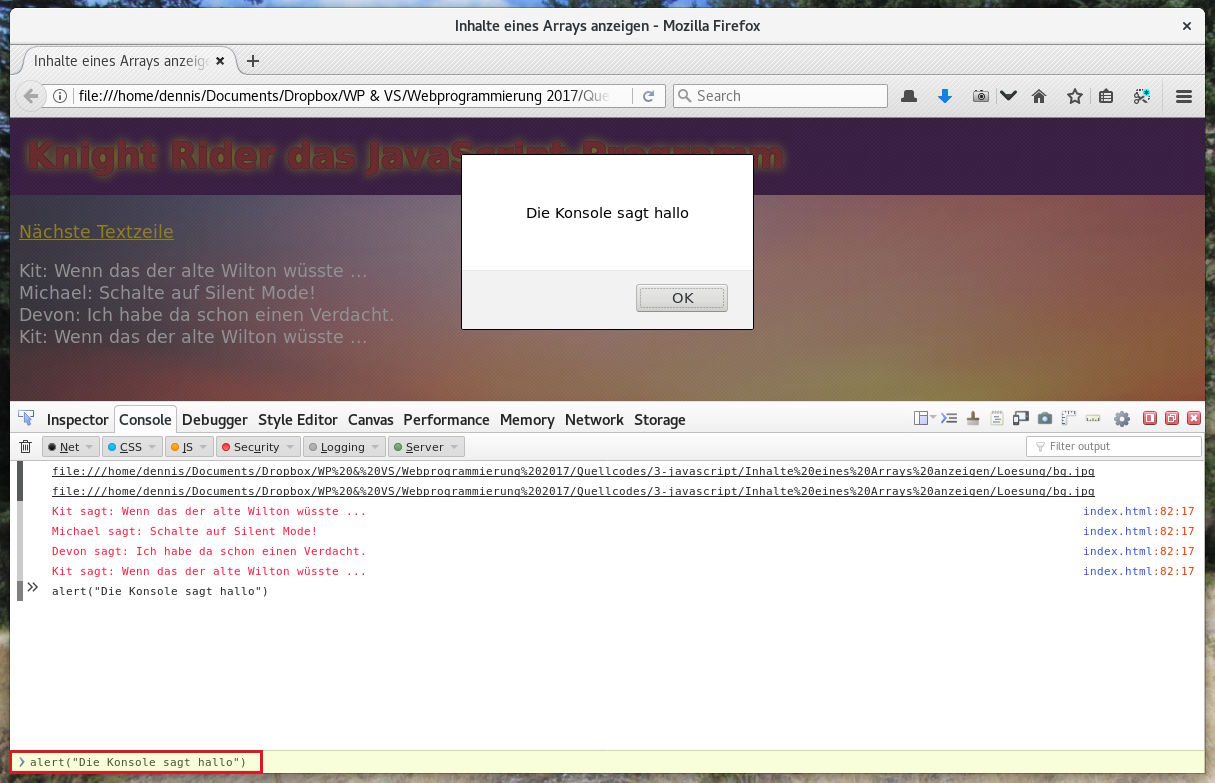 Inhalte eines Arrays anzeigen - Mozilla Firefox
Inhalte eines Arrays anzeige
file:///home/dennis/Documents/Dropbox/WP & VS/Webprogrammierung 2017/Que
Search
Knight Rider das JavaScript Programm
Die Konsole sagt hallo
OK
Nächste Textzeile
Kit: Wenn das der alte Wilton wüsste ...
Michael: Schalte auf Silent Mode!
Devon: Ich habe da schon einen Verdacht.
Kit: Wenn das der alte Wilton wüsste ...
Inspector Console Debugger Style Editor Canvas Performance Memory Network Storage
Net CSS JS Security Logging Server Filter output
file:///home/dennis/Documents/Dropbox/WP%20&%20VS/Webprogrammierung%202017/Quellcodes/3-javascript/Inhalte%20eines%20Arrays%20anzeigen/Loesung/bg.jpg
file:///home/dennis/Documents/Dropbox/WP%20&%20VS/Webprogrammierung%202017/Quellcodes/3-javascript/Inhalte%20eines%20Arrays%20anzeigen/Loesung/bg.jpg
Kit sagt: Wenn das der alte Wilton wüsste ... index.html:82:17
Michael sagt: Schalte auf Silent Mode! index.html:82:17
Devon sagt: Ich habe da schon einen Verdacht. index.html:82:17
Kit sagt: Wenn das der alte Wilton wüsste ... index.html:82:17
alert("Die Konsole sagt hallo")
alert("Die Konsole sagt hallo")